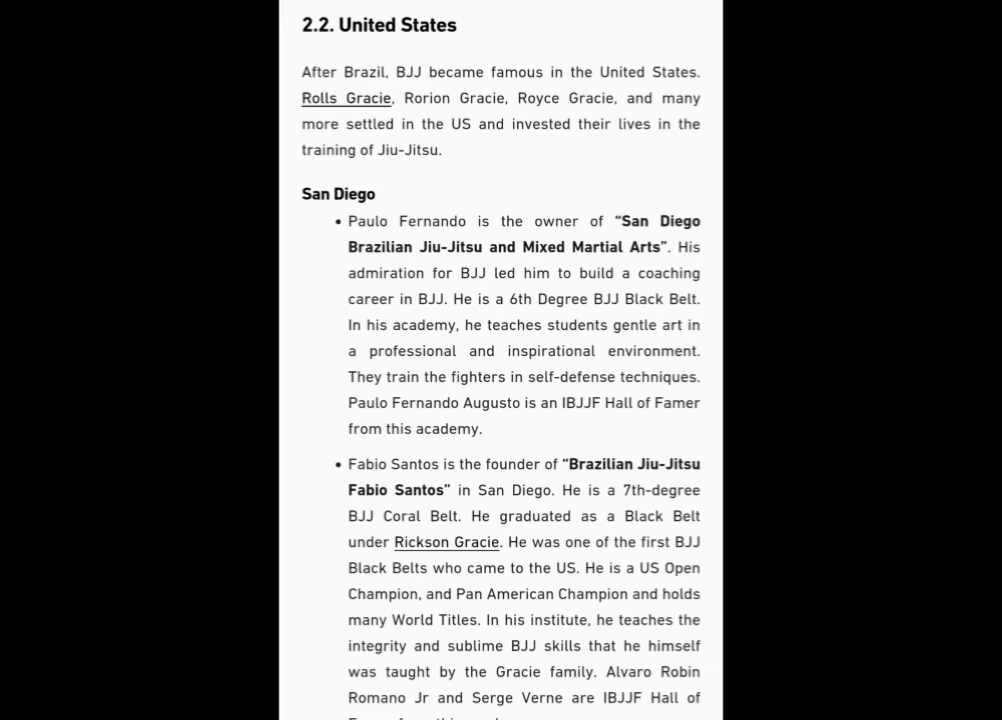 2.2. United States
After Brazil, BJJ became famous in the United States.
Rolls Gracie, Rorion Gracie, Royce Gracie, and many
more settled in the US and invested their lives in the
training of Jiu-Jitsu.
San Diego
• Paulo Fernando is the owner of “San Diego
Brazilian Jiu-Jitsu and Mixed Martial Arts”. His
admiration for BJJ led him to build a coaching
career in BJJ. He is a 6th Degree BJJ Black Belt.
In his academy, he teaches students gentle art in
a professional and inspirational environment.
They train the fighters in self-defense techniques.
Paulo Fernando Augusto is an IBJJF Hall of Famer
from this academy.
• Fabio Santos is the founder of “Brazilian Jiu-Jitsu
Fabio Santos” in San Diego. He is a 7th-degree
BJJ Coral Belt. He graduated as a Black Belt
under Rickson Gracie. He was one of the first BJJ
Black Belts who came to the US. He is a US Open
Champion, and Pan American Champion and holds
many World Titles. In his institute, he teaches the
integrity and sublime BJJ skills that he himself
was taught by the Gracie family. Alvaro Robin
Romano Jr and Serge Verne are IBJJF Hall of